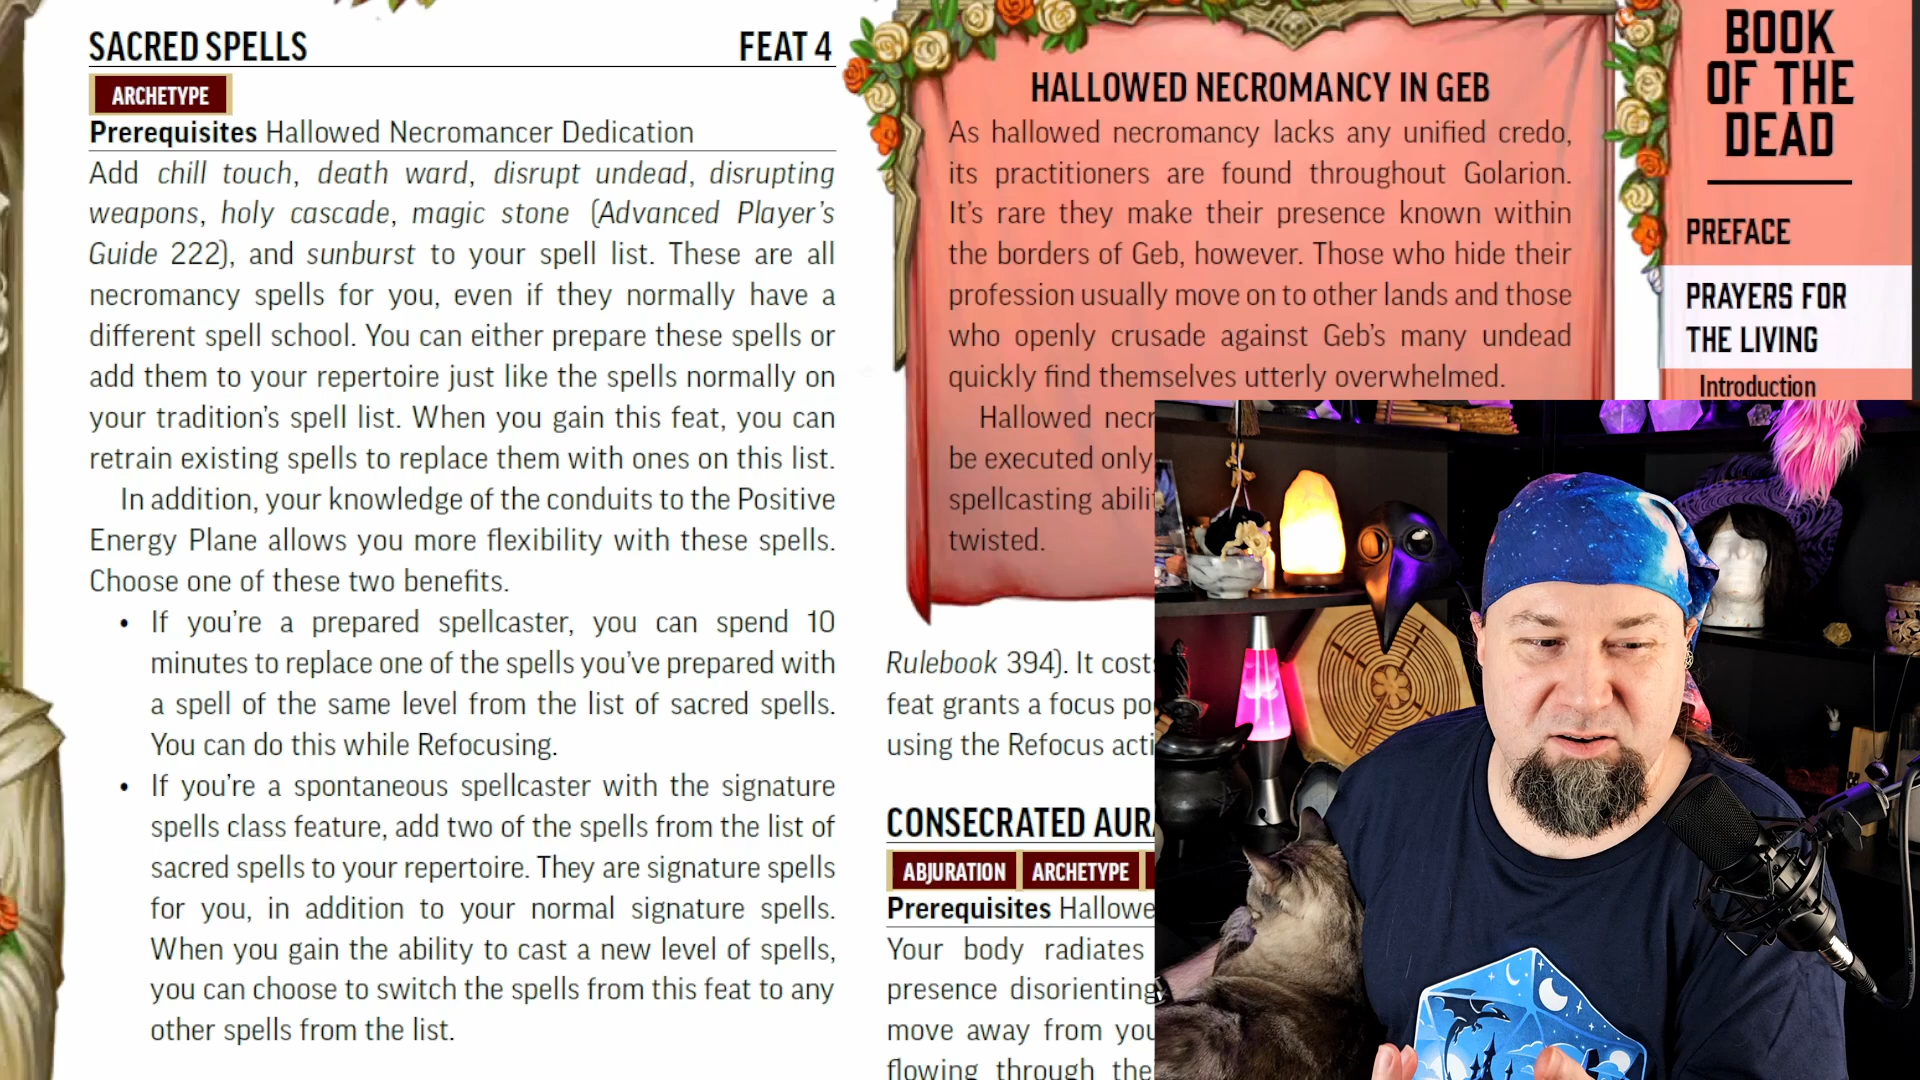 SACRED SPELLS FEAT 4
ARCHETYPE
Prerequisites Hallowed Necromancer Dedication
Add chill touch, death ward, disrupt undead, disrupting
weapons, holy cascade, magic stone (Advanced Player's
Guide 222), and sunburst to your spell list. These are all
necromancy spells for you, even if they normally have a
different spell school. You can either prepare these spells or
add them to your repertoire just like the spells normally on
your tradition's spell list. When you gain this feat, you can
retrain existing spells to replace them with ones on this list.
In addition, your knowledge of the conduits to the Positive
Energy Plane allows you more flexibility with these spells.
Choose one of these two benefits.
• If you're a prepared spellcaster, you can spend 10
minutes to replace one of the spells you've prepared with
a spell of the same level from the list of sacred spells.
You can do this while Refocusing.
• If you're a spontaneous spellcaster with the signature
spells class feature, add two of the spells from the list of
sacred spells to your repertoire. They are signature spells
for you, in addition to your normal signature spells.
When you gain the ability to cast a new level of spells,
you can choose to switch the spells from this feat to any
other spells from the list.
HALLOWED NECROMANCY IN GEB
As hallowed necromancy lacks any unified credo,
its practitioners are found throughout Golarion.
It's rare they make their presence known within
the borders of Geb, however. Those who hide their
profession usually move on to other lands and those
who openly crusade against Geb's many undead
quickly find themselves utterly overwhelmed.
Hallowed necr
be executed only
spellcasting abili
twisted.
Rulebook 394). It cost
feat grants a focus po
using the Refocus acti
CONSECRATED AUR
ABJURATION ARCHETYPE
Prerequisites Hallowe
Your body radiates
presence disorienting
move away from you
flowing through the
BOOK
OF THE
DEAD
PREFACE
PRAYERS FOR
THE LIVING
Introduction